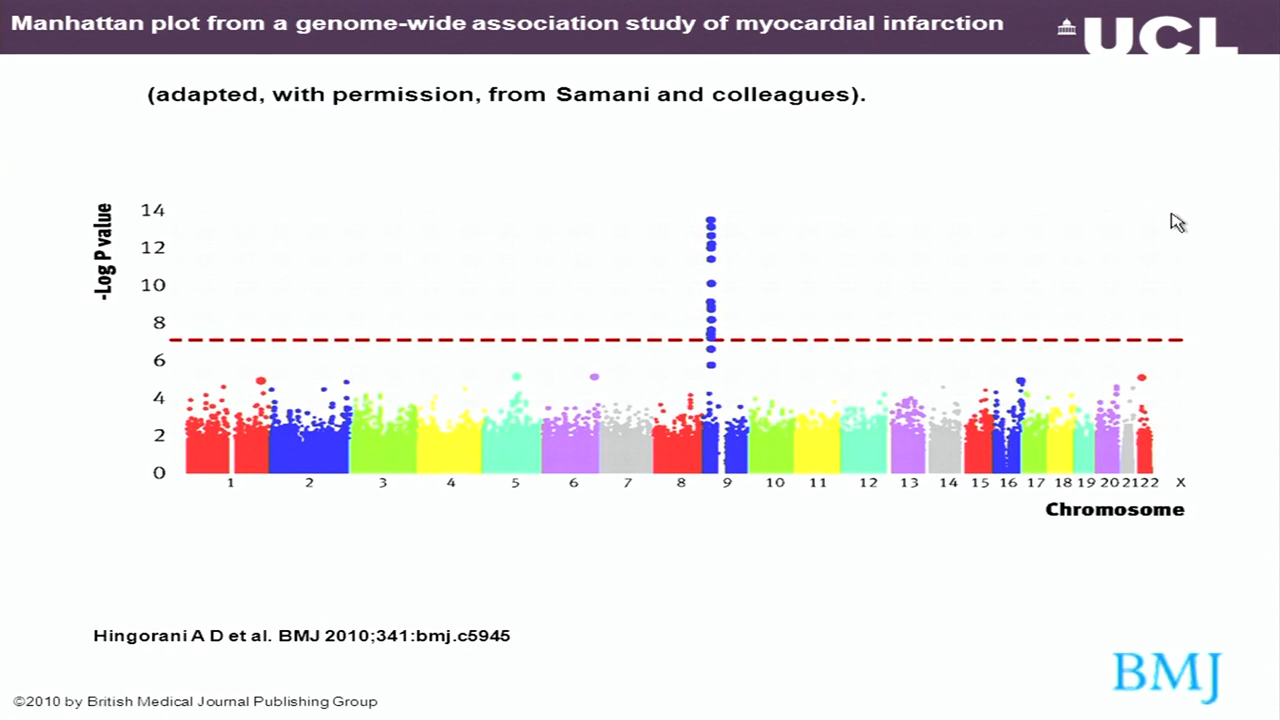 Manhattan plot from a genome-wide association study of myocardial infarction
UCL
(adapted, with permission, from Samani and colleagues).
-Log P value
14
12
10
8
6
4
2
0
1 2 3 4 5 6 7 8 9 10 11 12 13 14 15 16 17 18 19 20 21 22 X
Chromosome
Hingorani A D et al. BMJ 2010;341:bmj.c5945
BMJ
©2010 by British Medical Journal Publishing Group